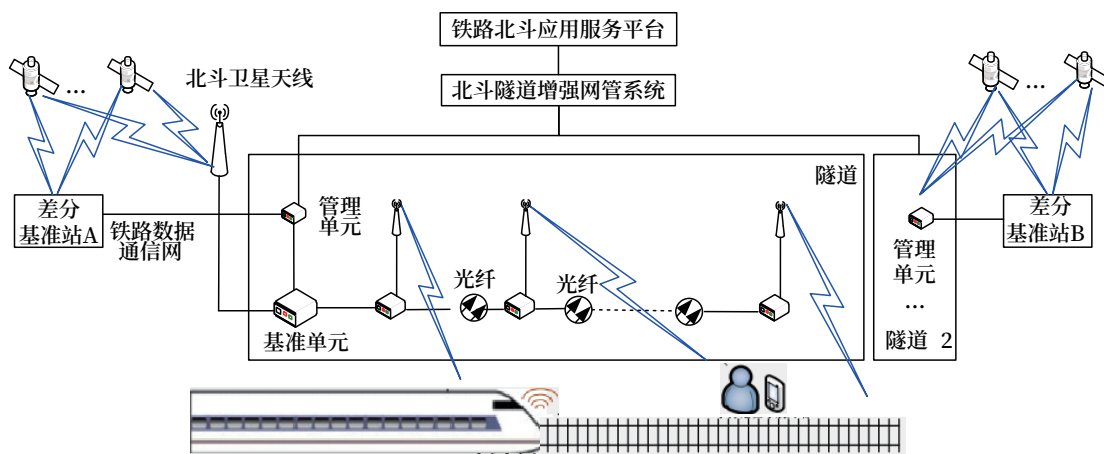 铁路北斗应用服务平台
北斗隧道增强网管系统
北斗卫星天线
...
...
隧道
差分
基准站A
铁路数据
通信网
管理
单元
光纤
光纤
基准单元
差分
基准站B
管理
单元
...
隧道 2